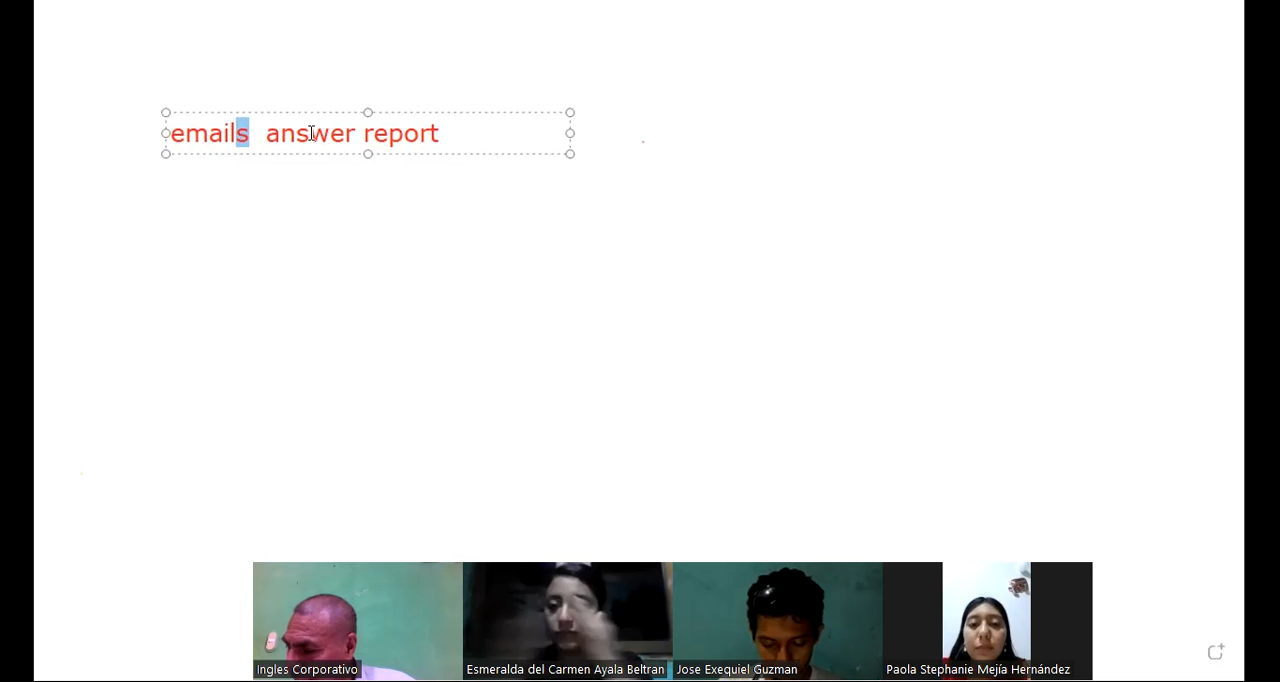 emails  answer report
Ingles Corporativo
Esmeralda del Carmen Ayala Beltran
Jose Exequiel Guzman
Paola Stephanie Mejía Hernández